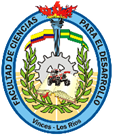 FACULTAD DE CIENCIAS
PARA EL DESARROLLO
Vinces - Los Ríos